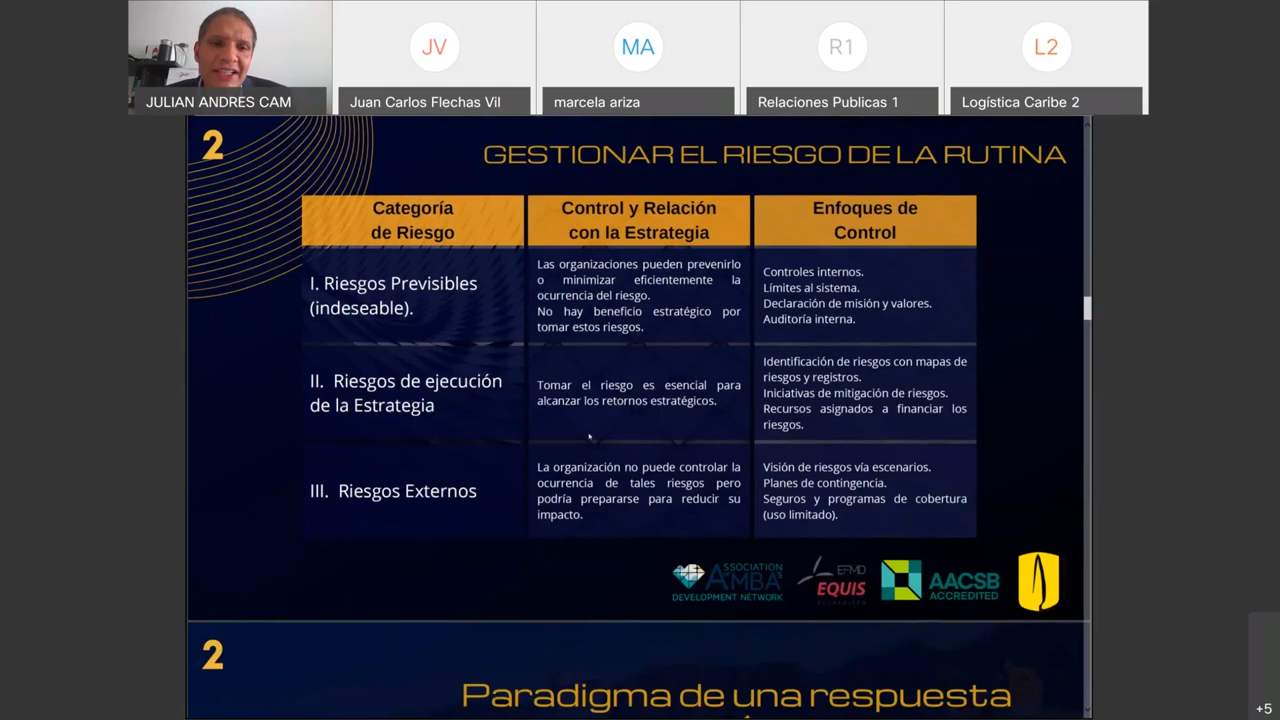 JV
MA
R1
L2
JULIAN ANDRES CAM
Juan Carlos Flechas Vil
marcela ariza
Relaciones Publicas 1
Logística Caribe 2
2
GESTIONAR EL RIESGO DE LA RUTINA
Categoría
de Riesgo
Control y Relación
con la Estrategia
Enfoques de
Control
I. Riesgos Previsibles
(indeseable).
Las organizaciones pueden prevenirlo
o minimizar eficientemente la
ocurrencia del riesgo.
No hay beneficio estratégico por
tomar estos riesgos.
Controles internos.
Límites al sistema.
Declaración de misión y valores.
Auditoría interna.
II. Riesgos de ejecución
de la Estrategia
Tomar el riesgo es esencial para
alcanzar los retornos estratégicos.
Identificación de riesgos con mapas de
riesgos y registros.
Iniciativas de mitigación de riesgos.
Recursos asignados a financiar los
riesgos.
III. Riesgos Externos
La organización no puede controlar la
ocurrencia de tales riesgos pero
podría prepararse para reducir su
impacto.
Visión de riesgos vía escenarios.
Planes de contingencia.
Seguros y programas de cobertura
(uso limitado).
DEVELOPMENT NETWORK
EFMD
EQUIS
ACCREDITED
AACSB
ACCREDITED
2
Paradigma de una respuesta
+5